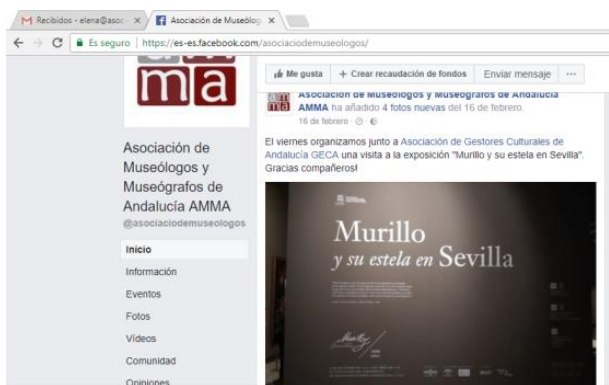 Recibidos - elena@asoc
Asociación de Museólog
Es seguro | https://es-es.facebook.com/asociaciodemuseologos/
amma
Me gusta
Crear recaudación de fondos
Enviar mensaje
Asociación de Museólogos y Museógrafos de Andalucía
AMMA ha añadido 4 fotos nuevas del 16 de febrero.
16 de febrero
El viernes organizamos junto a Asociación de Gestores Culturales de
Andalucía GECA una visita a la exposición "Murillo y su estela en Sevilla".
Gracias compañeros!
Asociación de
Museólogos y
Museógrafos de
Andalucía AMMA
@asociaciodemuseologos
Inicio
Información
Eventos
Fotos
Vídeos
Comunidad
Opiniones
Murillo
y su estela en Sevilla